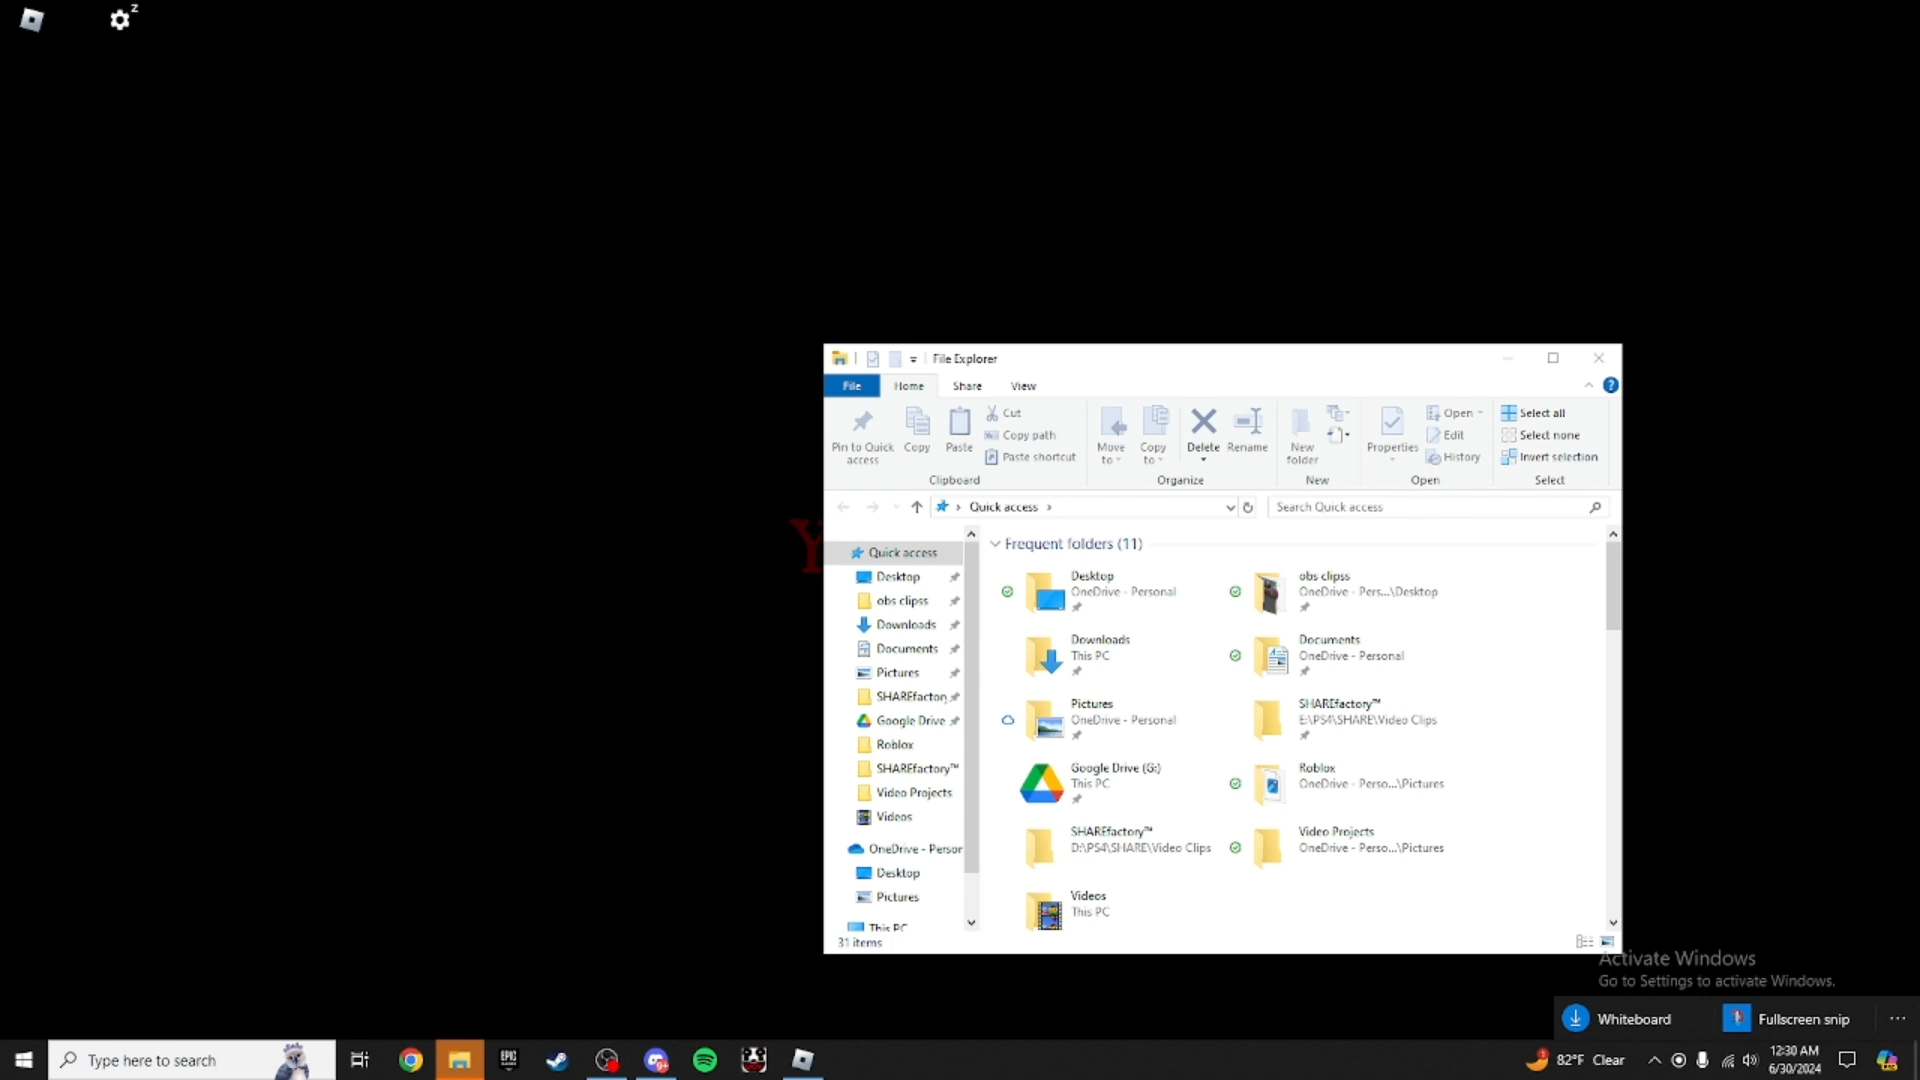 z
File Explorer
File Home Share View
Pin to Quick access
Copy
Paste
Cut
Copy path
Paste shortcut
Clipboard
Move to
Copy to
Delete
Rename
Organize
New folder
New
Properties
Open
Edit
History
Open
Select all
Select none
Invert selection
Select
Quick access
Search Quick access
Y
Quick access
Desktop
obs clipss
Downloads
Documents
Pictures
SHAREfactory
Google Drive
Roblox
SHAREfactory™
Video Projects
Videos
OneDrive - Person
Desktop
Pictures
This PC
Frequent folders (11)
Desktop
OneDrive - Personal
obs clipss
OneDrive - Pers...\Desktop
Downloads
This PC
Documents
OneDrive - Personal
Pictures
OneDrive - Personal
SHAREfactory™
E:\PS4\SHARE\Video Clips
Google Drive (G:)
This PC
Roblox
OneDrive - Perso...\Pictures
SHAREfactory™
D:\PS4\SHARE\Video Clips
Video Projects
OneDrive - Perso...\Pictures
Videos
This PC
31 items
Activate Windows
Go to Settings to activate Windows.
Whiteboard
Fullscreen snip
Type here to search
EPIC
9+
82°F Clear
12:30 AM
6/30/2024